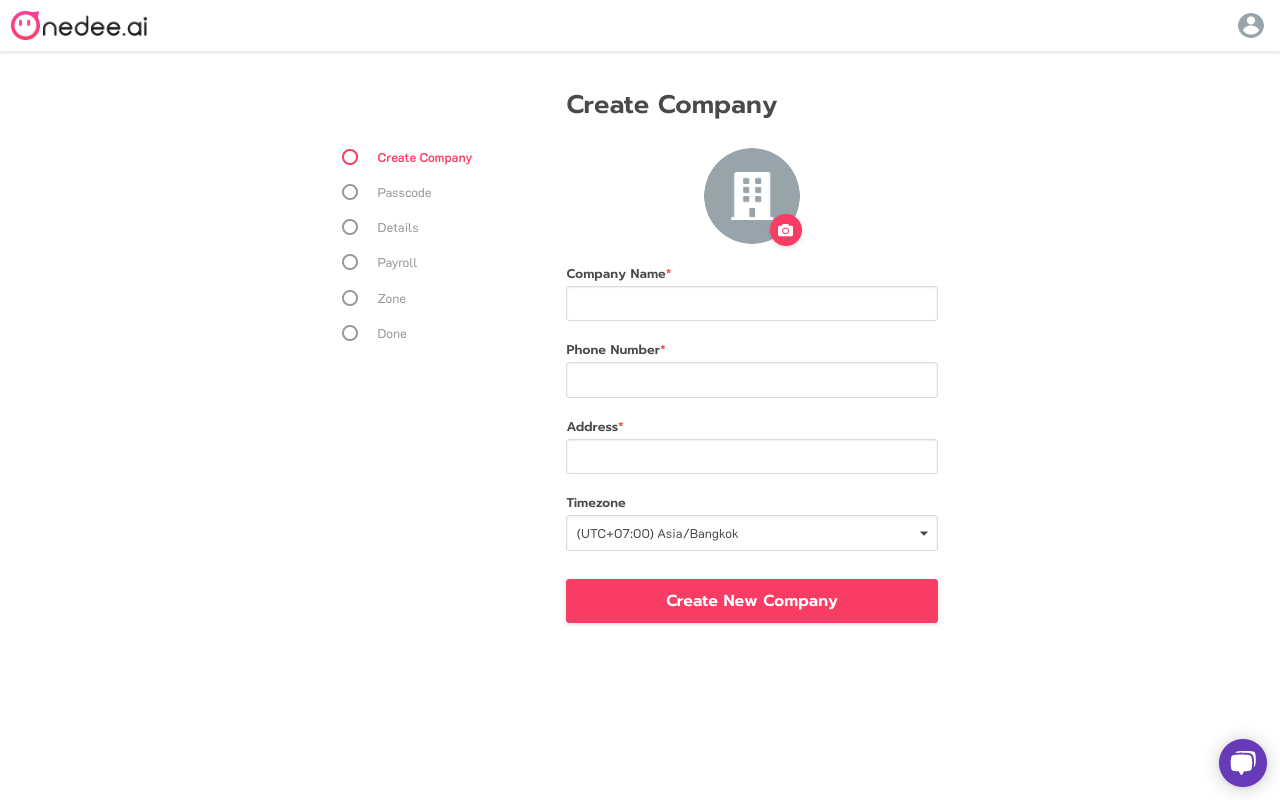 Onedee.ai
Create Company
Create Company
Passcode
Details
Payroll
Zone
Done
Company Name*
Phone Number*
Address*
Timezone
(UTC+07:00) Asia/Bangkok
Create New Company